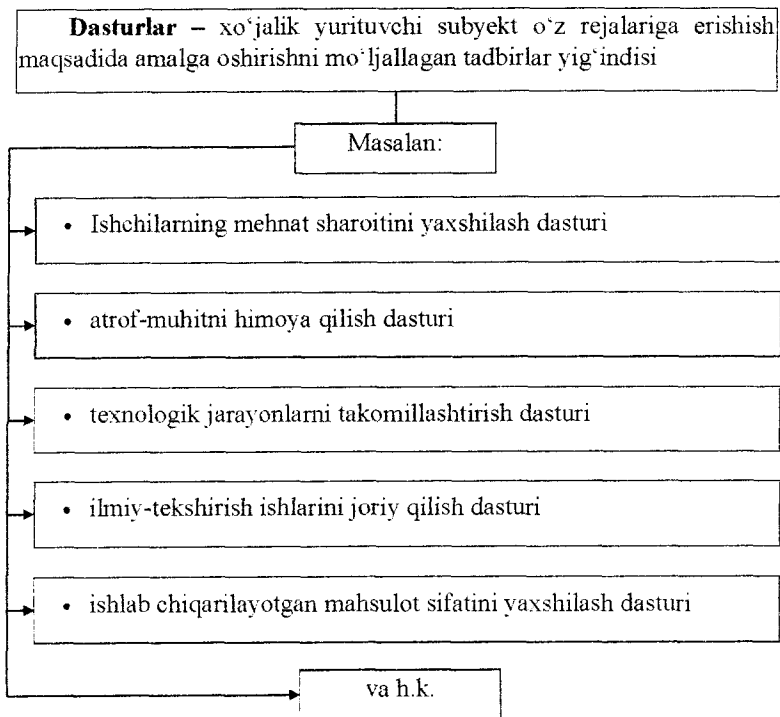 Dasturlar – xo‘jalik yurituvchi subyekt o‘z rejalariga erishish
maqsadida amalga oshirishni mo‘ljallagan tadbirlar yig‘indisi
Masalan:
• Ishchilarning mehnat sharoitini yaxshilash dasturi
• atrof-muhitni himoya qilish dasturi
• texnologik jarayonlarni takomillashtirish dasturi
• ilmiy-tekshirish ishlarini joriy qilish dasturi
• ishlab chiqarilayotgan mahsulot sifatini yaxshilash dasturi
va h.k.